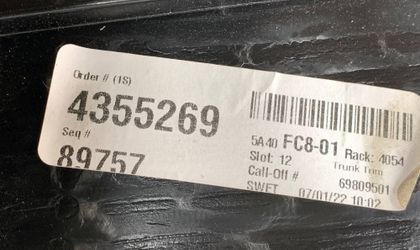 Order # (1S)
4355269
Seq #
89757
5A40 FC8-01 Rack: 4054
Slot: 12 Trunk Trim
Call-Off # 69809501
SWET 07/01/22 10:02